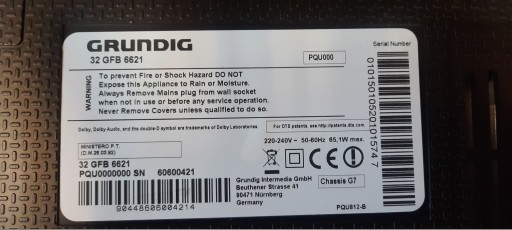 GRUNDIG
32 GFB 6621
PQU000
Serial Number
WARNING
To prevent Fire or Shock Hazard DO NOT
Expose this Appliance to Rain or Moisture.
Always Remove Mains plug from wall socket
when not in use or before any service operation.
Never Remove Covers unless qualified to do so.
Dolby, Dolby Audio, and the double-D symbol are trademarks of Dolby Laboratories.
For DTS patents, see http://patents.dts.com.
MINISTERO P.T.
220-240V ~ 50-60Hz 65,1W max.
32 GFB 6621
PQU0000000 SN 60600421
CE
Grundig Intermedia GmbH
Beuthener Strasse 41
90471 Nürnberg
Germany
Chassis G7
PQU812-B